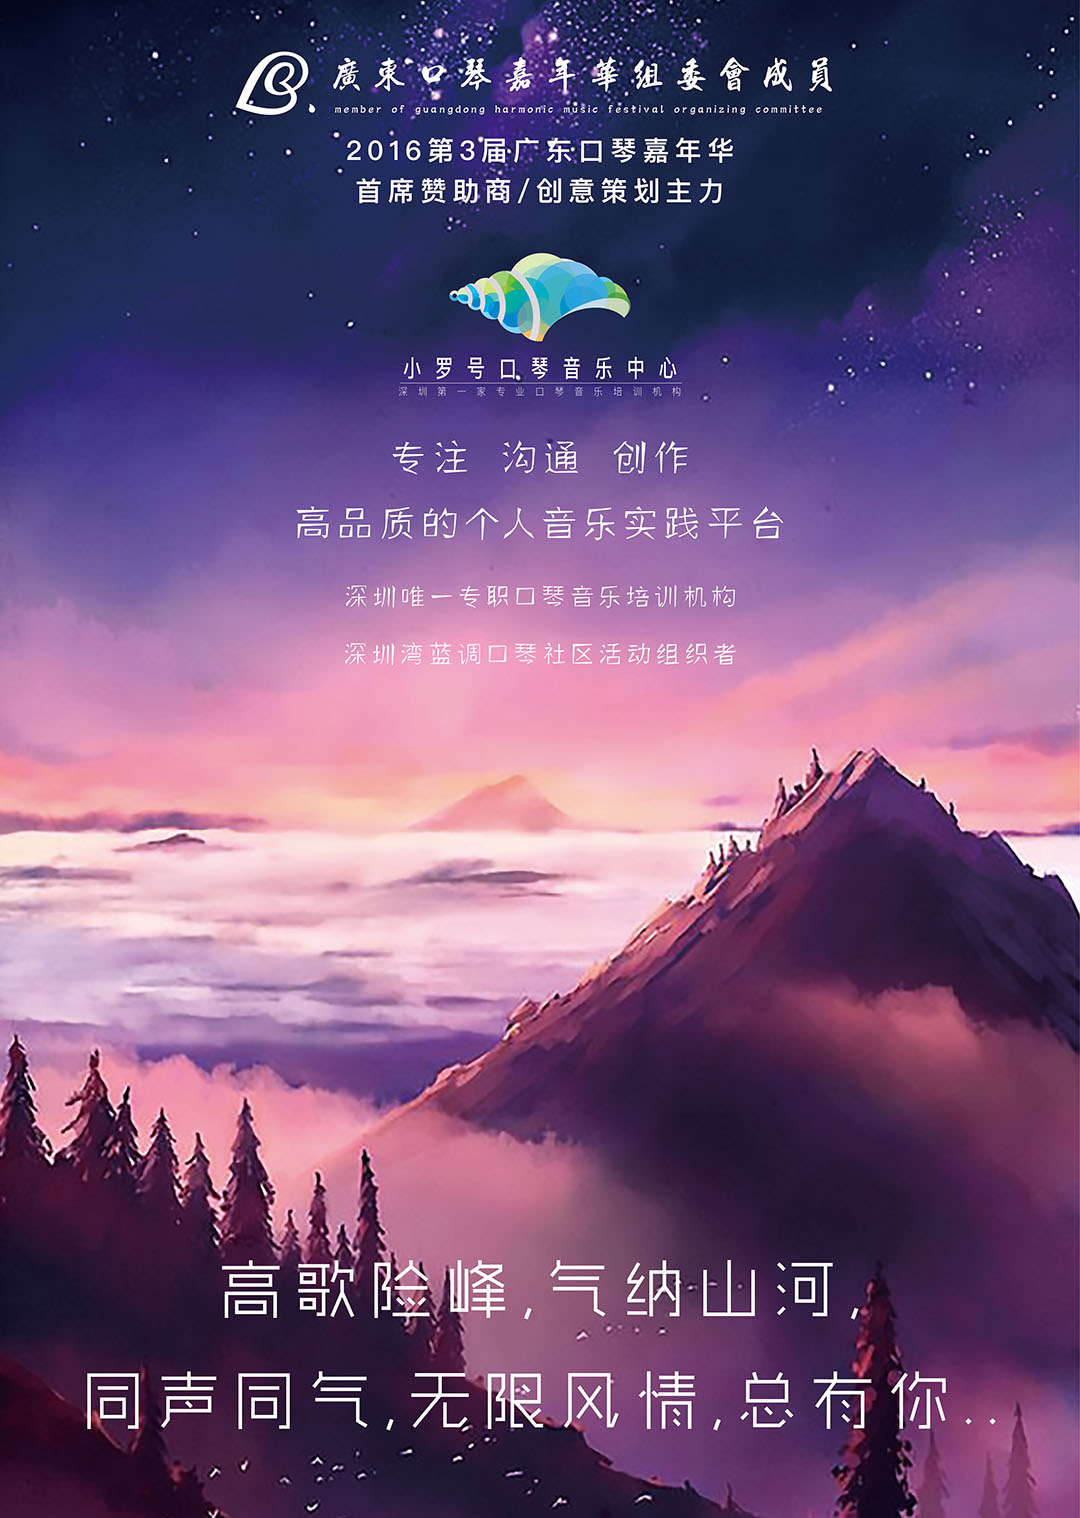 廣東口琴嘉年華组委會成員
member of guangdong harmonic music festival organizing committee
2016第3届广东口琴嘉年华
首席赞助商/创意策划主力
小罗号口琴音乐中心
深圳第一家专业口琴音乐培训机构
专注 沟通 创作
高品质的个人音乐实践平台
深圳唯一专职口琴音乐培训机构
深圳湾蓝调口琴社区活动组织者
高歌险峰,气纳山河,
同声同气,无限风情,总有你..